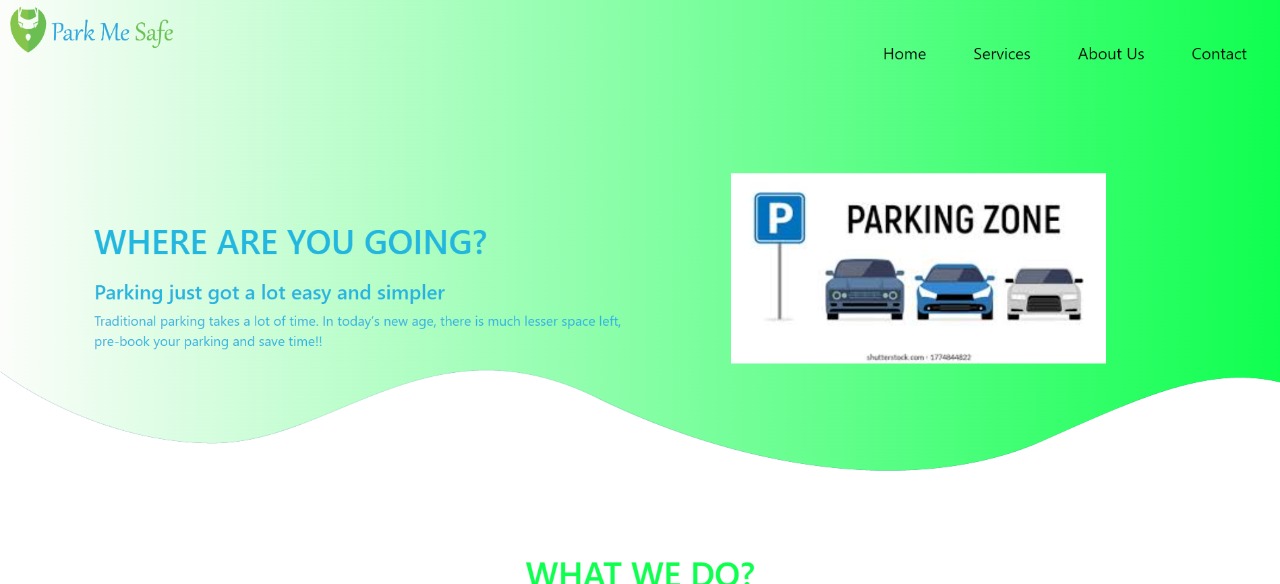 Park Me Safe
Home
Services
About Us
Contact
WHERE ARE YOU GOING?
Parking just got a lot easy and simpler
Traditional parking takes a lot of time. In today's new age, there is much lesser space left,
pre-book your parking and save time!!
P
PARKING ZONE
shutterstock.com · 1774844822
WHAT WE DO?